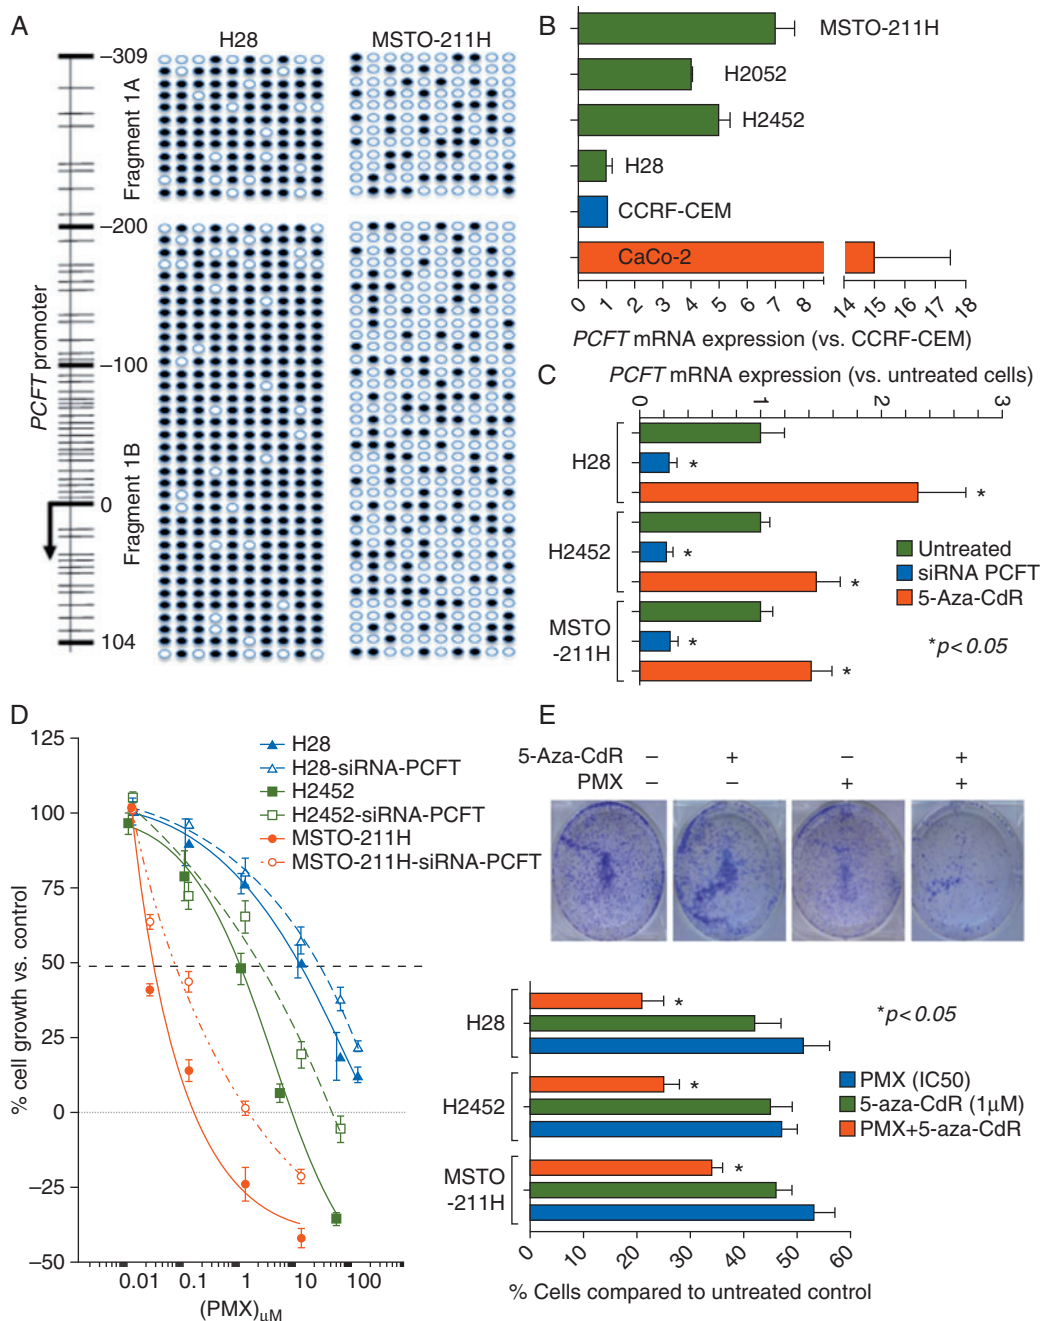 A
H28
MSTO-211H
–309
–200
–100
0
104
Fragment 1A
Fragment 1B
PCFT promoter
B
MSTO-211H
H2052
H2452
H28
CCRF-CEM
CaCo-2
0 1 2 3 4 5 6 7 8 14 15 16 17 18
PCFT mRNA expression (vs. CCRF-CEM)
C
PCFT mRNA expression (vs. untreated cells)
0 1 2 3
H28
*
*
H2452
*
*
MSTO
-211H
*
*
Untreated
siRNA PCFT
5-Aza-CdR
*p<0.05
D
125
100
75
50
25
0
–25
–50
% cell growth vs. control
0.01 0.1 1 10 100
(PMX)μM
H28
H28-siRNA-PCFT
H2452
H2452-siRNA-PCFT
MSTO-211H
MSTO-211H-siRNA-PCFT
E
5-Aza-CdR – + – +
PMX – – + +
H28
*
H2452
*
MSTO
-211H
*
*p<0.05
PMX (IC50)
5-aza-CdR (1μM)
PMX+5-aza-CdR
0 10 20 30 40 50 60
% Cells compared to untreated control